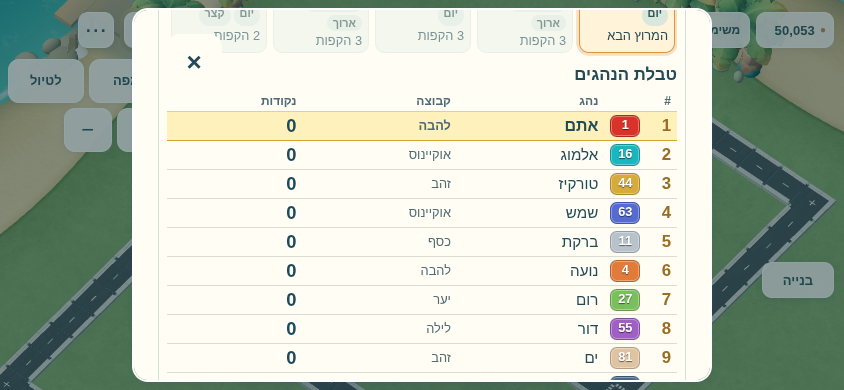 יום ארוך יום ארוך יום קצר
המרוץ הבא 3 הקפות 3 הקפות 3 הקפות 2 הקפות
50,053
לטיול
—
בנייה
×
טבלת הנהגים
# נהג קבוצה נקודות
1 1 אתם להבה 0
2 16 אלמוג אוקיינוס 0
3 44 טורקיז זהב 0
4 63 שמש אוקיינוס 0
5 11 ברקת כסף 0
6 4 נועה להבה 0
7 27 רום יער 0
8 55 דור לילה 0
9 81 ים זהב 0